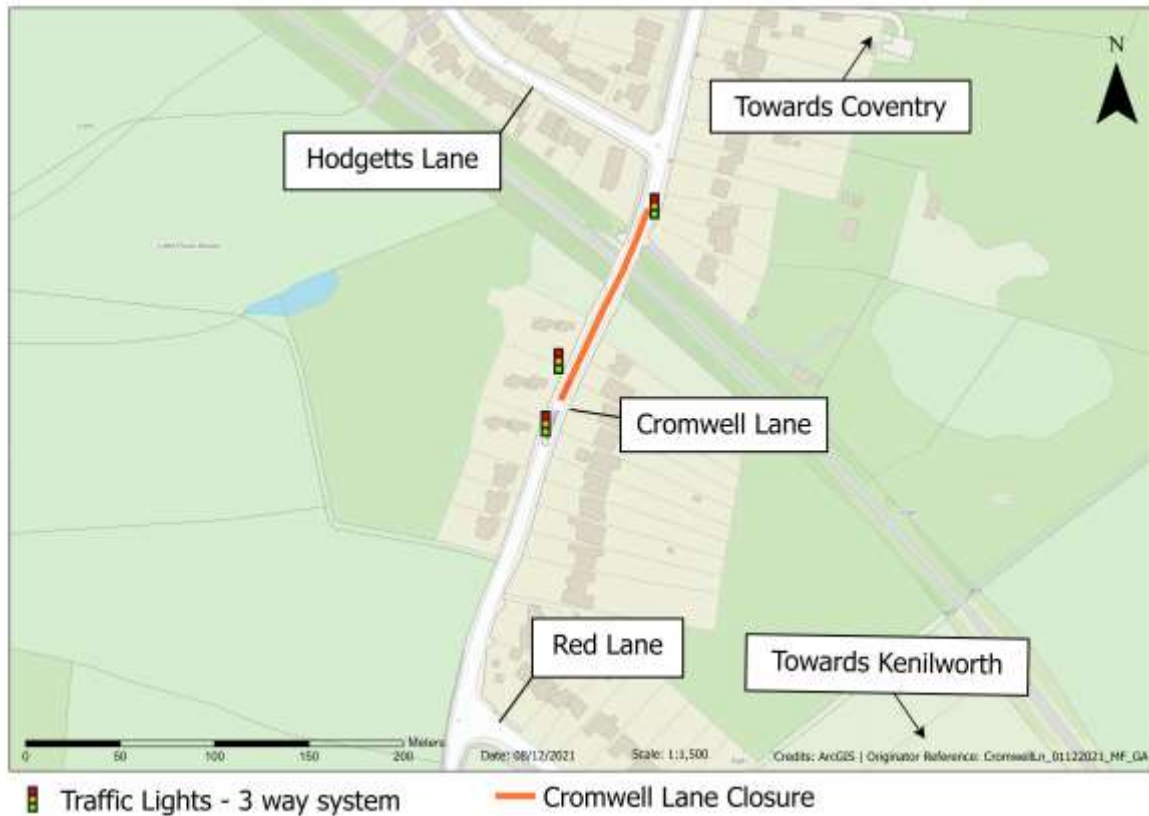 Towards Coventry
N
Hodgetts Lane
Cromwell Lane
Red Lane
Towards Kenilworth
0 50 100 200 Meters
Date: 08/12/2021
Scale: 1:1,500
Credits: ArcGIS | Originator Reference: CromwellLn_01122021_MF_GA
Traffic Lights - 3 way system
Cromwell Lane Closure